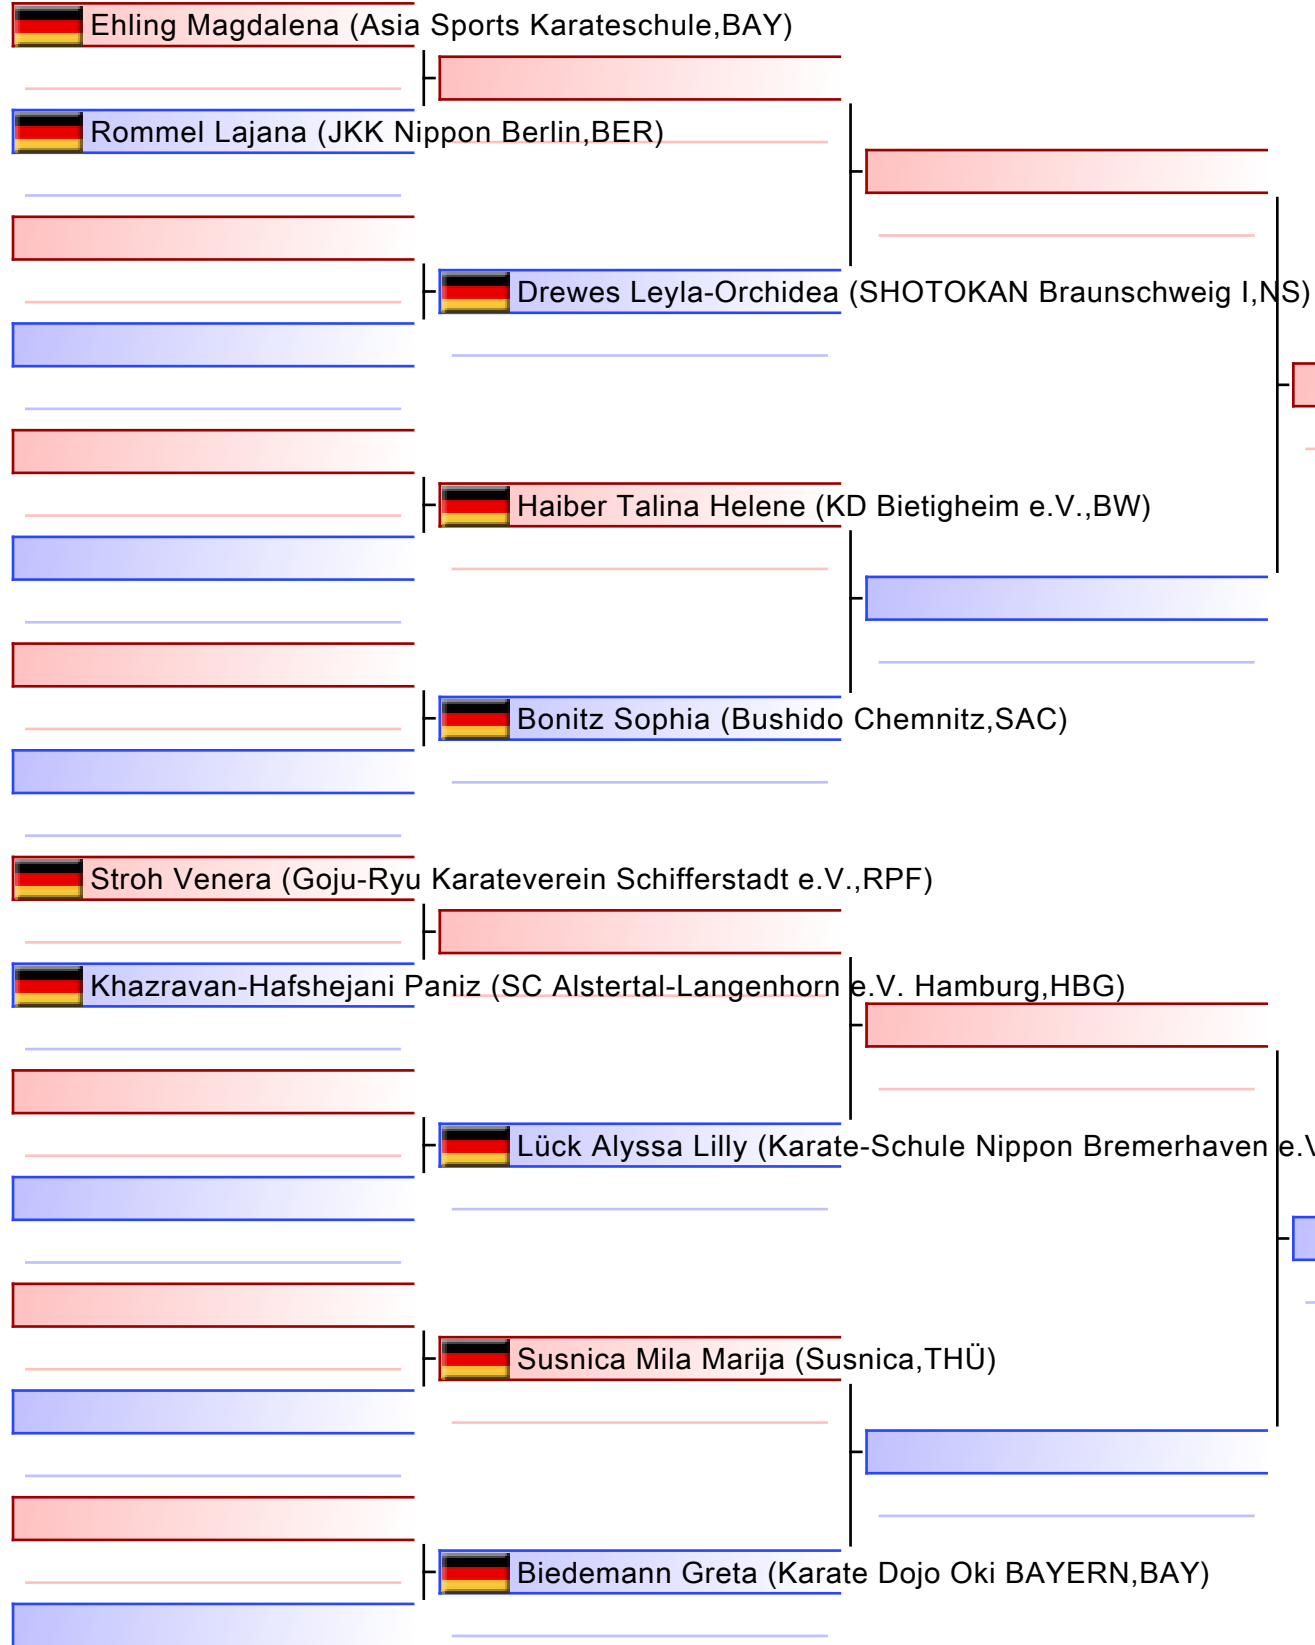 Ehling Magdalena (Asia Sports Karateschule,BAY)
Rommel Lajana (JKK Nippon Berlin,BER)
Drewes Leyla-Orchidea (SHOTOKAN Braunschweig I,NS)
Haiber Talina Helene (KD Bietigheim e.V.,BW)
Bonitz Sophia (Bushido Chemnitz,SAC)
Stroh Venera (Goju-Ryu Karateverein Schifferstadt e.V.,RPF)
Khazravan-Hafshejani Paniz (SC Alstertal-Langenhorn e.V. Hamburg,HBG)
Lück Alyssa Lilly (Karate-Schule Nippon Bremerhaven e.V
Susnica Mila Marija (Susnica,THÜ)
Biedemann Greta (Karate Dojo Oki BAYERN,BAY)